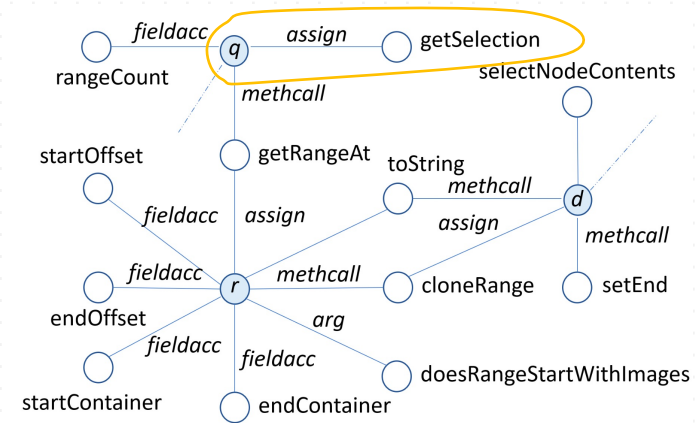 fieldacc
assign
q
getSelection
rangeCount
selectNodeContents
methcall
startOffset
getRangeAt
toString
methcall
d
fieldacc
assign
assign
methcall
fieldacc
methcall
r
cloneRange
setEnd
endOffset
arg
fieldacc
fieldacc
doesRangeStartWithImages
startContainer
endContainer